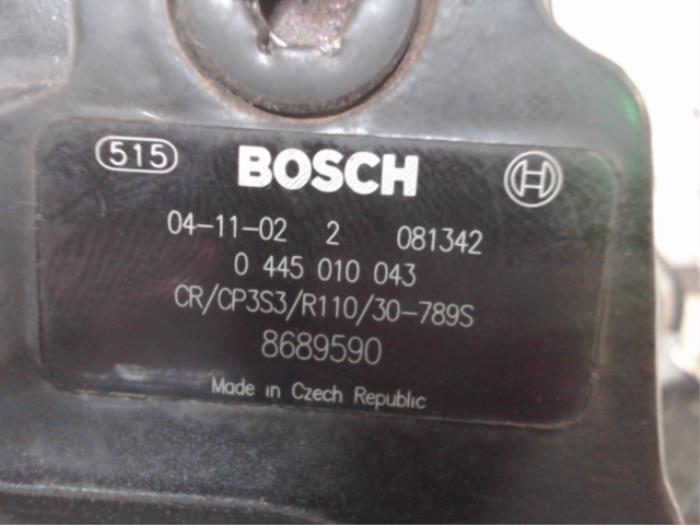 515 BOSCH
04-11-02 2 081342
0 445 010 043
CR/CP3S3/R110/30-789S
8689590
Made in Czech Republic